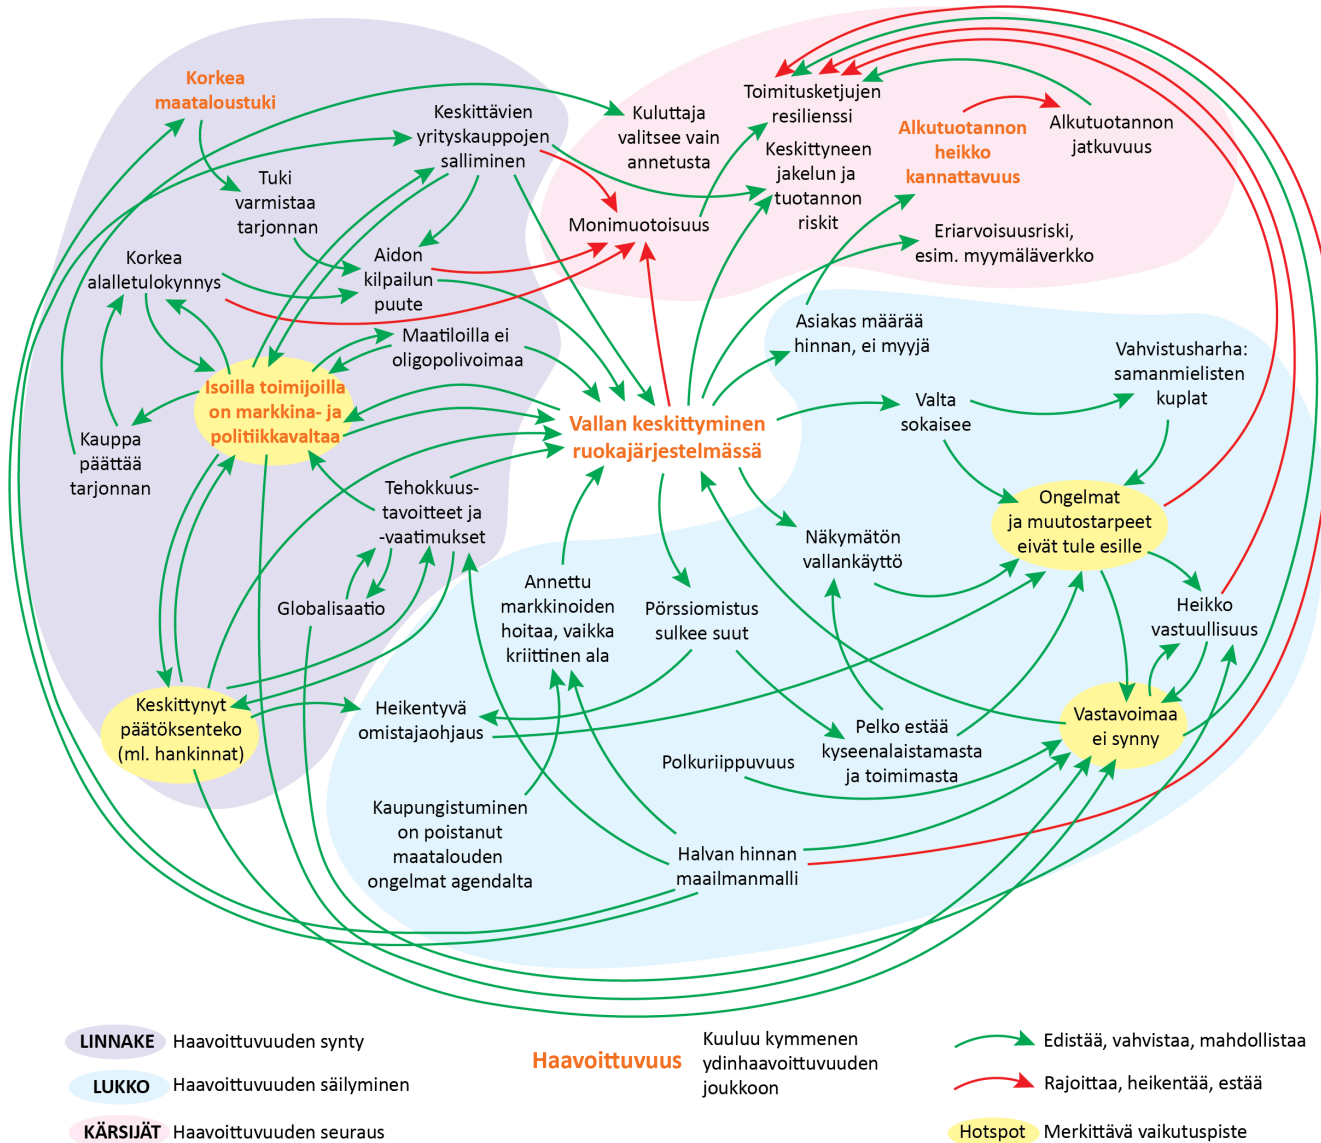 Korkea
maataloustuki
Tuki
varmistaa
tarjonnan
Keskittävien
yrityskauppojen
salliminen
Korkea
alalletulokynnys
Aidon
kilpailun
puute
Maatiloilla ei
oligopolivoimaa
Isoilla toimijoilla
on markkina- ja
politiikkavaltaa
Kauppa
päättää
tarjonnan
Tehokkuus-
tavoitteet ja
-vaatimukset
Globalisaatio
Keskittynyt
päätöksenteko
(ml. hankinnat)
Kuluttaja
valitsee vain
annetusta
Monimuotoisuus
Toimitusketjujen
resilienssi
Keskittyneen
jakelun ja
tuotannon
riskit
Alkutuotannon
heikko
kannattavuus
Alkutuotannon
jatkuvuus
Eriarvoisuusriski,
esim. myymäläverkko
Vallan keskittyminen
ruokajärjestelmässä
Asiakas määrää
hinnan, ei myyjä
Valta
sokaisee
Vahvistusharha:
samanmielisten
kuplat
Ongelmat
ja muutostarpeet
eivät tule esille
Näkymätön
vallankäyttö
Annettu
markkinoiden
hoitaa, vaikka
kriittinen ala
Pörssiomistus
sulkee suut
Heikko
vastuullisuus
Heikentyvä
omistajaohjaus
Pelko estää
kyseenalaistamasta
ja toimimasta
Vastavoimaa
ei synny
Polkuriippuvuus
Kaupungistuminen
on poistanut
maatalouden
ongelmat agendalta
Halvan hinnan
maailmanmalli
LINNAKE Haavoittuvuuden synty
LUKKO Haavoittuvuuden säilyminen
KÄRSIJÄT Haavoittuvuuden seuraus
Haavoittuvuus
Kuuluu kymmenen
ydinhaavoittuvuuden
joukkoon
Edistää, vahvistaa, mahdollistaa
Rajoittaa, heikentää, estää
Hotspot Merkittävä vaikutuspiste